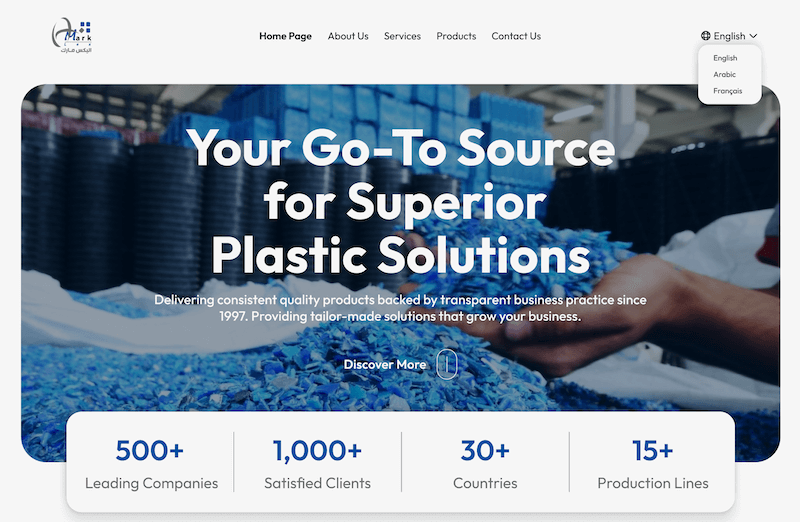 Mark
اليكس مارك
Home Page
About Us
Services
Products
Contact Us
English
English
Arabic
Français
Your Go-To Source
for Superior
Plastic Solutions
Delivering consistent quality products backed by transparent business practice since
1997. Providing tailor-made solutions that grow your business.
Discover More
500+
Leading Companies
1,000+
Satisfied Clients
30+
Countries
15+
Production Lines